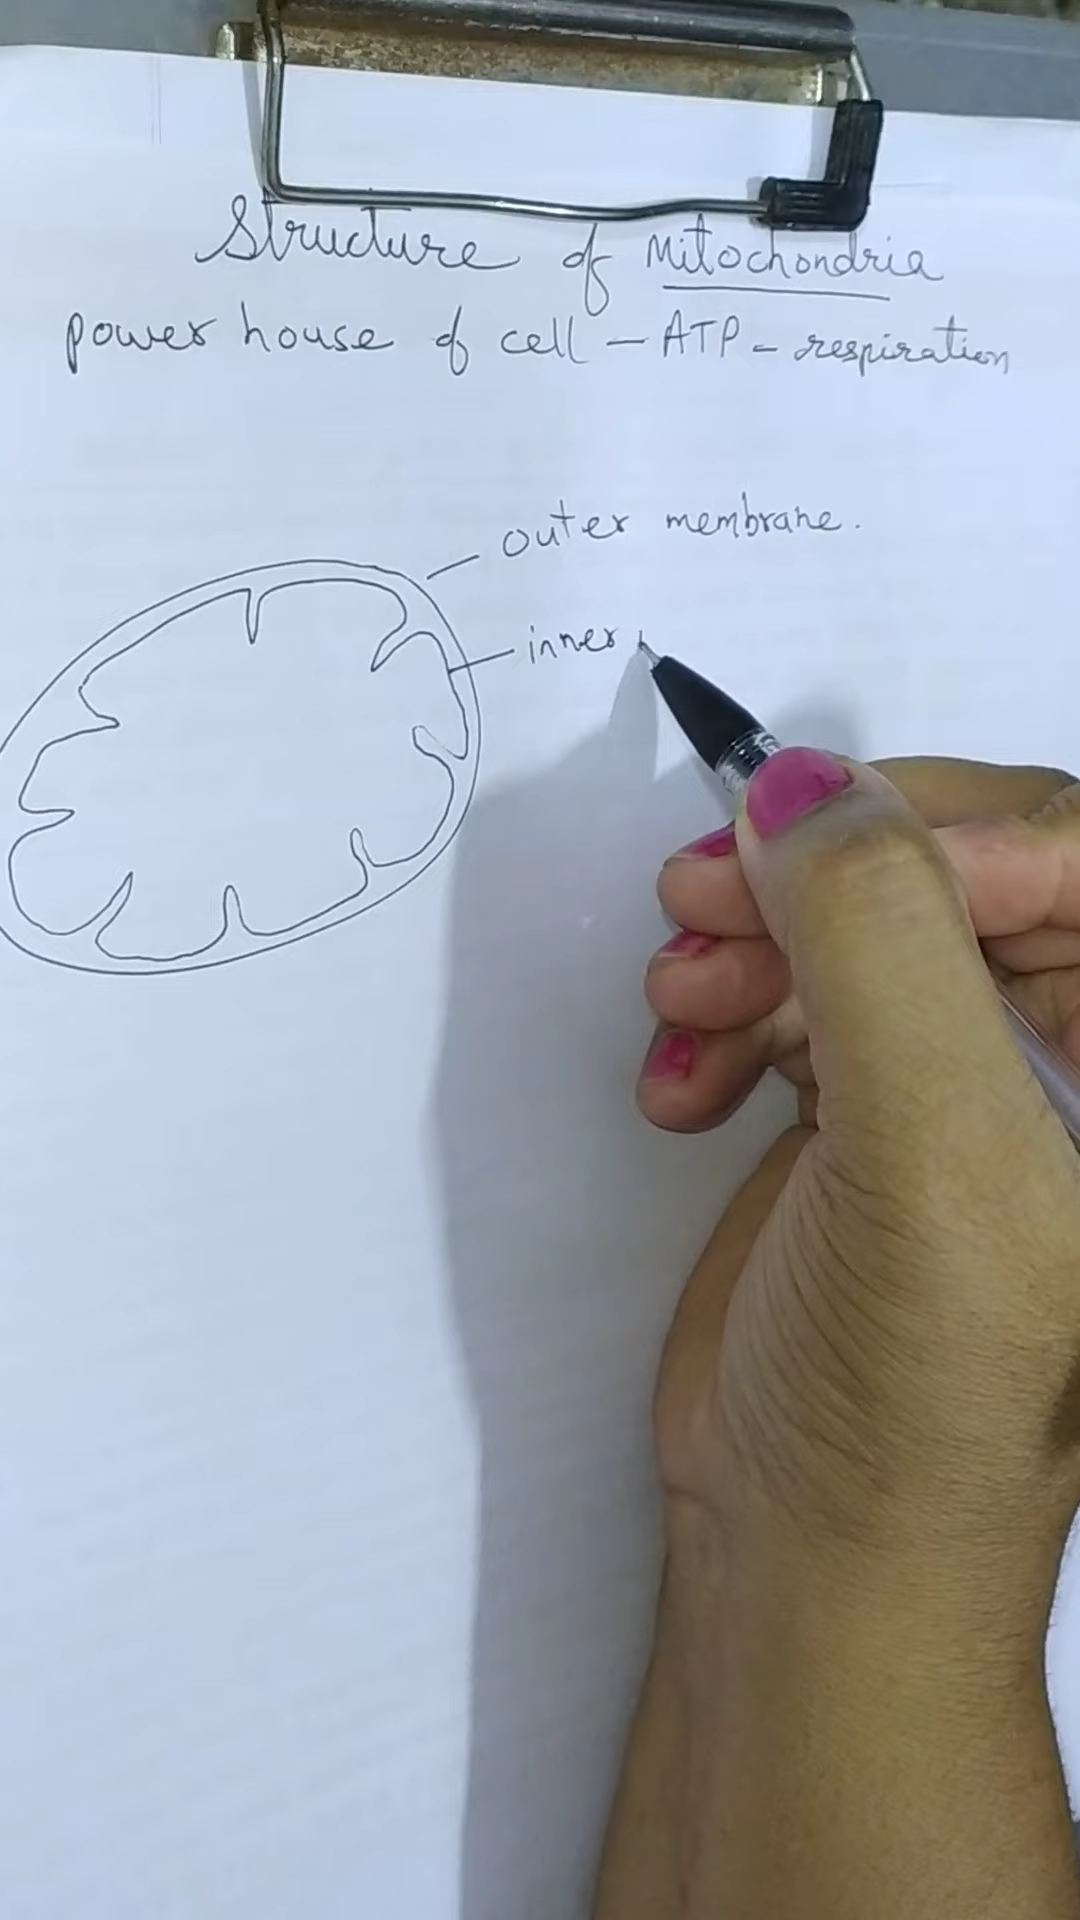 Structure of Mitochondria
power house of cell - ATP - respiration
outer membrane.
inner